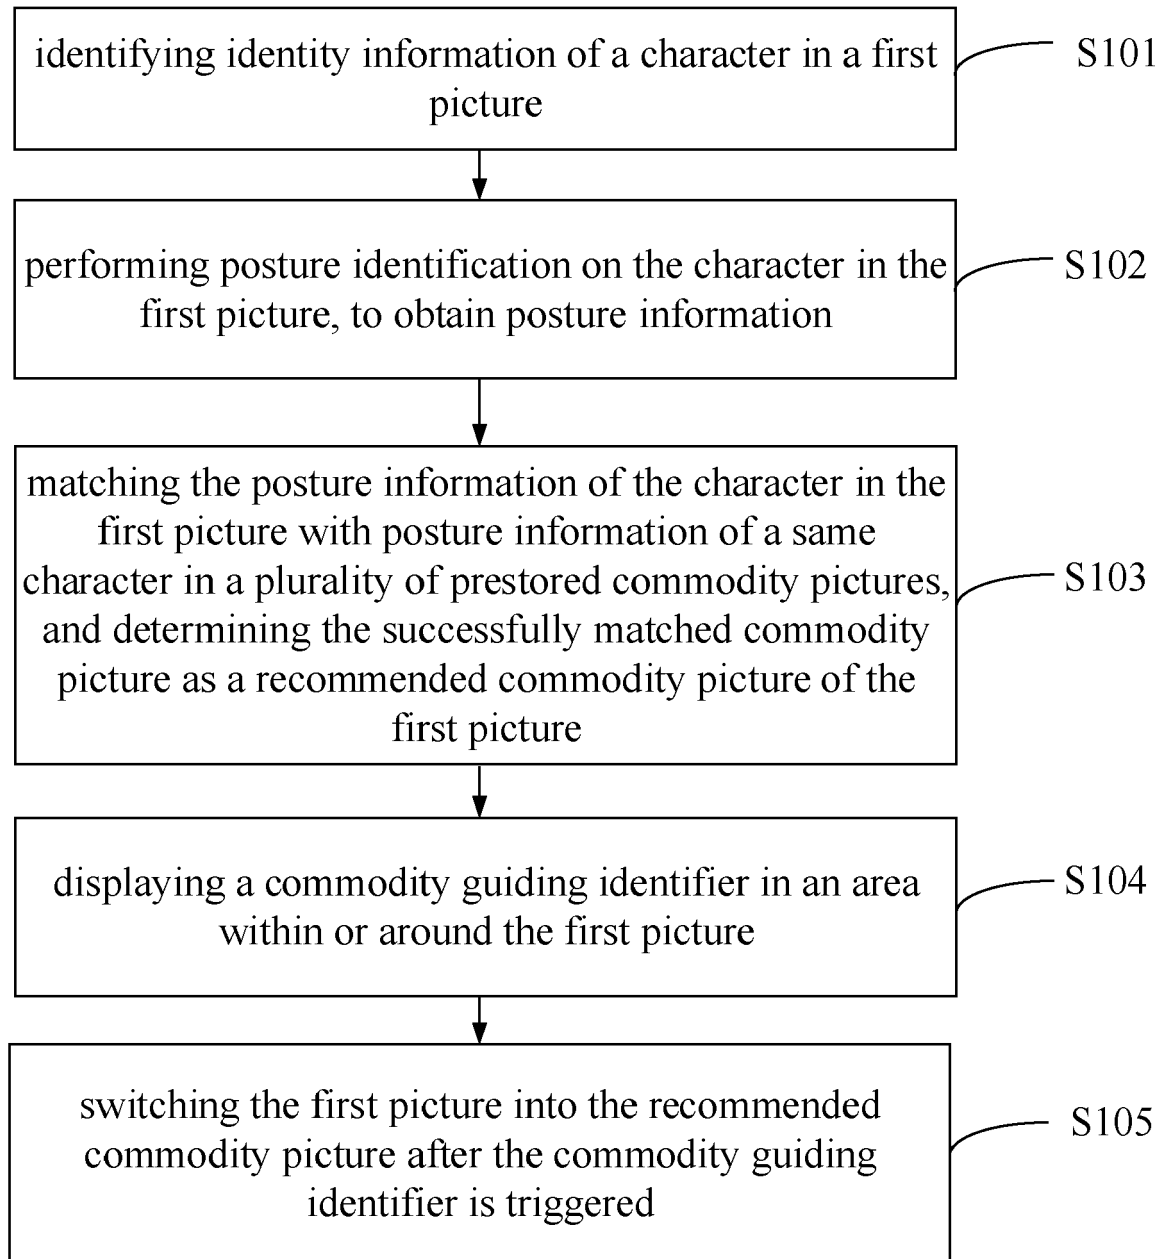 identifying identity information of a character in a first
picture
S101
performing posture identification on the character in the
first picture, to obtain posture information
S102
matching the posture information of the character in the
first picture with posture information of a same
character in a plurality of prestored commodity pictures,
and determining the successfully matched commodity
picture as a recommended commodity picture of the
first picture
S103
displaying a commodity guiding identifier in an area
within or around the first picture
S104
switching the first picture into the recommended
commodity picture after the commodity guiding
identifier is triggered
S105